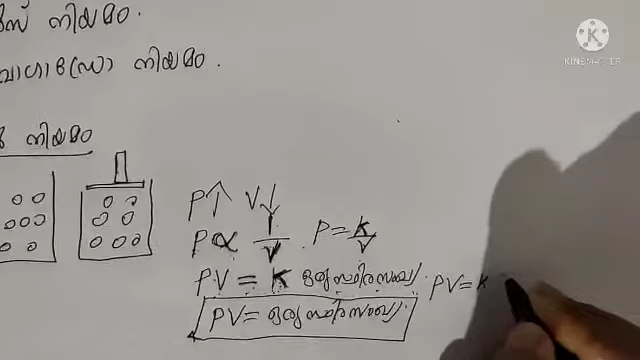 നിയമം.
നിയമം.
നിയമം
P↑ V↓
P ∝ 1/V . P = K/V
PV = K ഒരു സ്ഥിരസംഖ്യ. PV = K
PV = ഒരു സ്ഥിരസംഖ്യ.
K
KINEMASTER